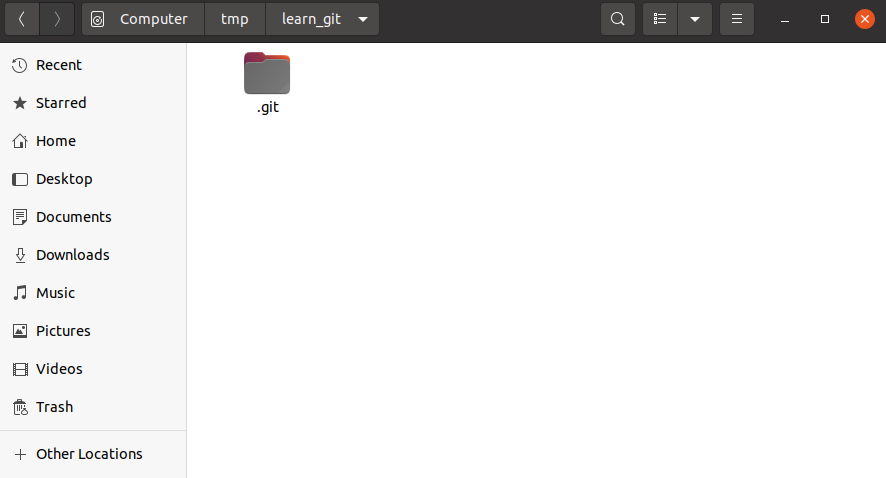 Computer tmp learn_git
Recent
Starred
Home
Desktop
Documents
Downloads
Music
Pictures
Videos
Trash
Other Locations
.git